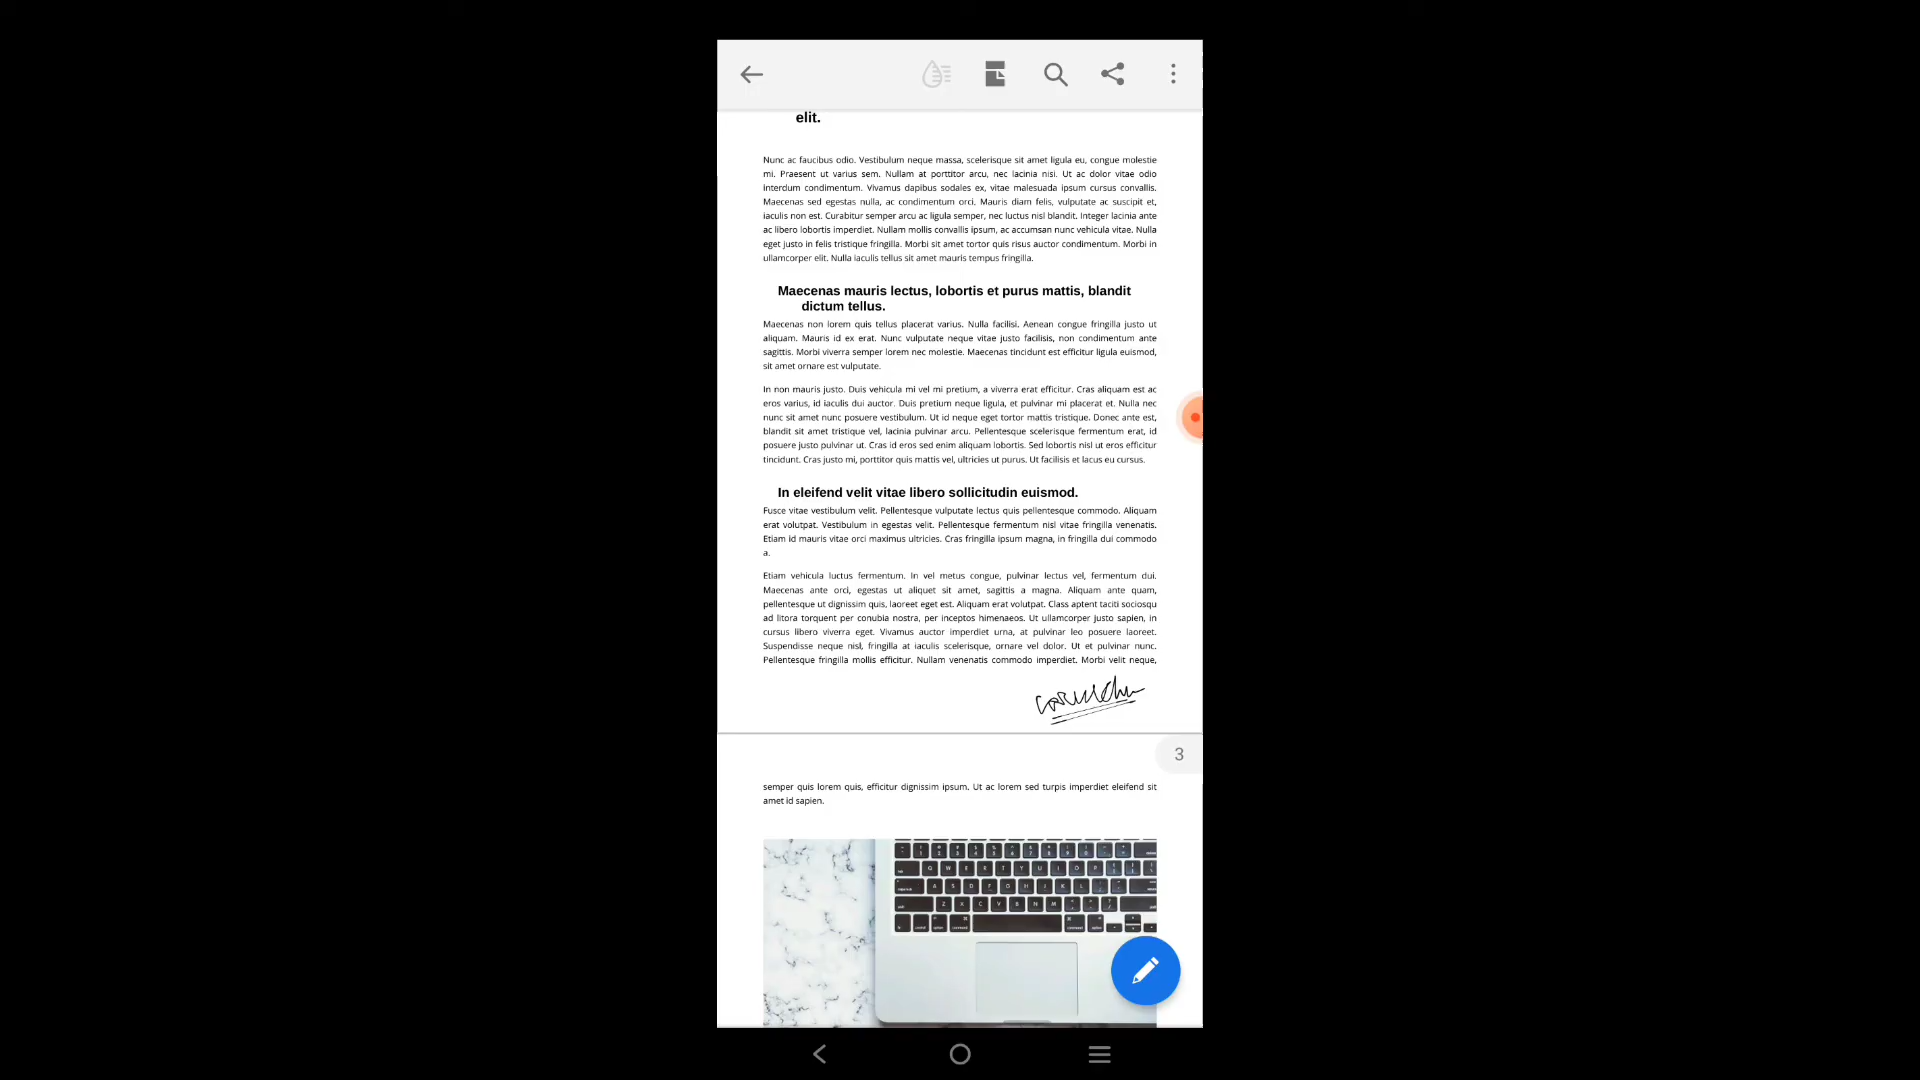 elit.
Nunc ac faucibus odio. Vestibulum neque massa, scelerisque sit amet ligula eu, congue molestie
mi. Praesent ut varius sem. Nullam at porttitor arcu, nec lacinia nisi. Ut ac dolor vitae odio
interdum condimentum. Vivamus dapibus sodales ex, vitae malesuada ipsum cursus convallis.
Maecenas sed egestas nulla, ac condimentum orci. Mauris diam felis, vulputate ac suscipit et,
iaculis non est. Curabitur semper arcu ac ligula semper, nec luctus nisl blandit. Integer lacinia ante
ac libero lobortis imperdiet. Nullam mollis convallis ipsum, ac accumsan nunc vehicula vitae. Nulla
eget justo in felis tristique fringilla. Morbi sit amet tortor quis risus auctor condimentum. Morbi in
ullamcorper elit. Nulla iaculis tellus sit amet mauris tempus fringilla.
Maecenas mauris lectus, lobortis et purus mattis, blandit
dictum tellus.
Maecenas non lorem quis tellus placerat varius. Nulla facilisi. Aenean congue fringilla justo ut
aliquam. Mauris id ex erat. Nunc vulputate neque vitae justo facilisis, non condimentum ante
sagittis. Morbi viverra semper lorem nec molestie. Maecenas tincidunt est efficitur ligula euismod,
sit amet ornare est vulputate.
In non mauris justo. Duis vehicula mi vel mi pretium, a viverra erat efficitur. Cras aliquam est ac
eros varius, id iaculis dui auctor. Duis pretium neque ligula, et pulvinar mi placerat et. Nulla nec
nunc sit amet nunc posuere vestibulum. Ut id neque eget tortor mattis tristique. Donec ante est,
blandit sit amet tristique vel, lacinia pulvinar arcu. Pellentesque scelerisque fermentum erat, id
posuere justo pulvinar ut. Cras id eros sed enim aliquam lobortis. Sed lobortis nisl ut eros efficitur
tincidunt. Cras justo mi, porttitor quis mattis vel, ultricies ut purus. Ut facilisis et lacus eu cursus.
In eleifend velit vitae libero sollicitudin euismod.
Fusce vitae vestibulum velit. Pellentesque vulputate lectus quis pellentesque commodo. Aliquam
erat volutpat. Vestibulum in egestas velit. Pellentesque fermentum nisl vitae fringilla venenatis.
Etiam id mauris vitae orci maximus ultricies. Cras fringilla ipsum magna, in fringilla dui commodo
a.
Etiam vehicula luctus fermentum. In vel metus congue, pulvinar lectus vel, fermentum dui.
Maecenas ante orci, egestas ut aliquet sit amet, sagittis a magna. Aliquam ante quam,
pellentesque ut dignissim quis, laoreet eget est. Aliquam erat volutpat. Class aptent taciti sociosqu
ad litora torquent per conubia nostra, per inceptos himenaeos. Ut ullamcorper justo sapien, in
cursus libero viverra eget. Vivamus auctor imperdiet urna, at pulvinar leo posuere laoreet.
Suspendisse neque nisl, fringilla at iaculis scelerisque, ornare vel dolor. Ut et pulvinar nunc.
Pellentesque fringilla mollis efficitur. Nullam venenatis commodo imperdiet. Morbi velit neque,
3
semper quis lorem quis, efficitur dignissim ipsum. Ut ac lorem sed turpis imperdiet eleifend sit
amet id sapien.
Q W E R T Y U I O P
A S D F G H J K L
Z X C V B N M